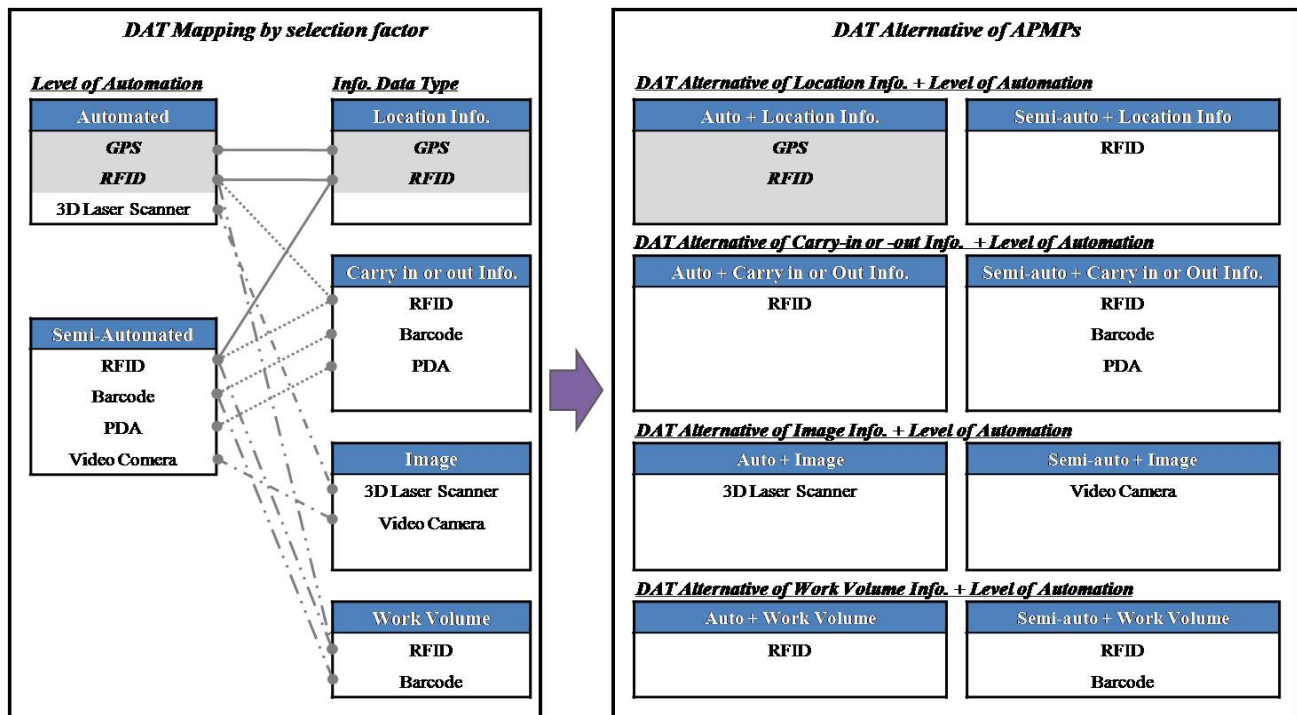 DAT Mapping by selection factor
Level of Automation
Automated
GPS
RFID
3D Laser Scanner
Semi-Automated
RFID
Barcode
PDA
Video Comera
Info. Data Type
Location Info.
GPS
RFID
Carry in or out Info.
RFID
Barcode
PDA
Image
3D Laser Scanner
Video Camera
Work Volume
RFID
Barcode
DAT Alternative of APMPs
DAT Alternative of Location Info. + Level of Automation
Auto + Location Info.
GPS
RFID
Semi-auto + Location Info
RFID
DAT Alternative of Carry-in or -out Info. + Level of Automation
Auto + Carry in or Out Info.
RFID
Semi-auto + Carry in or Out Info.
RFID
Barcode
PDA
DAT Alternative of Image Info. + Level of Automation
Auto + Image
3D Laser Scanner
Semi-auto + Image
Video Camera
DAT Alternative of Work Volume Info. + Level of Automation
Auto + Work Volume
RFID
Semi-auto + Work Volume
RFID
Barcode